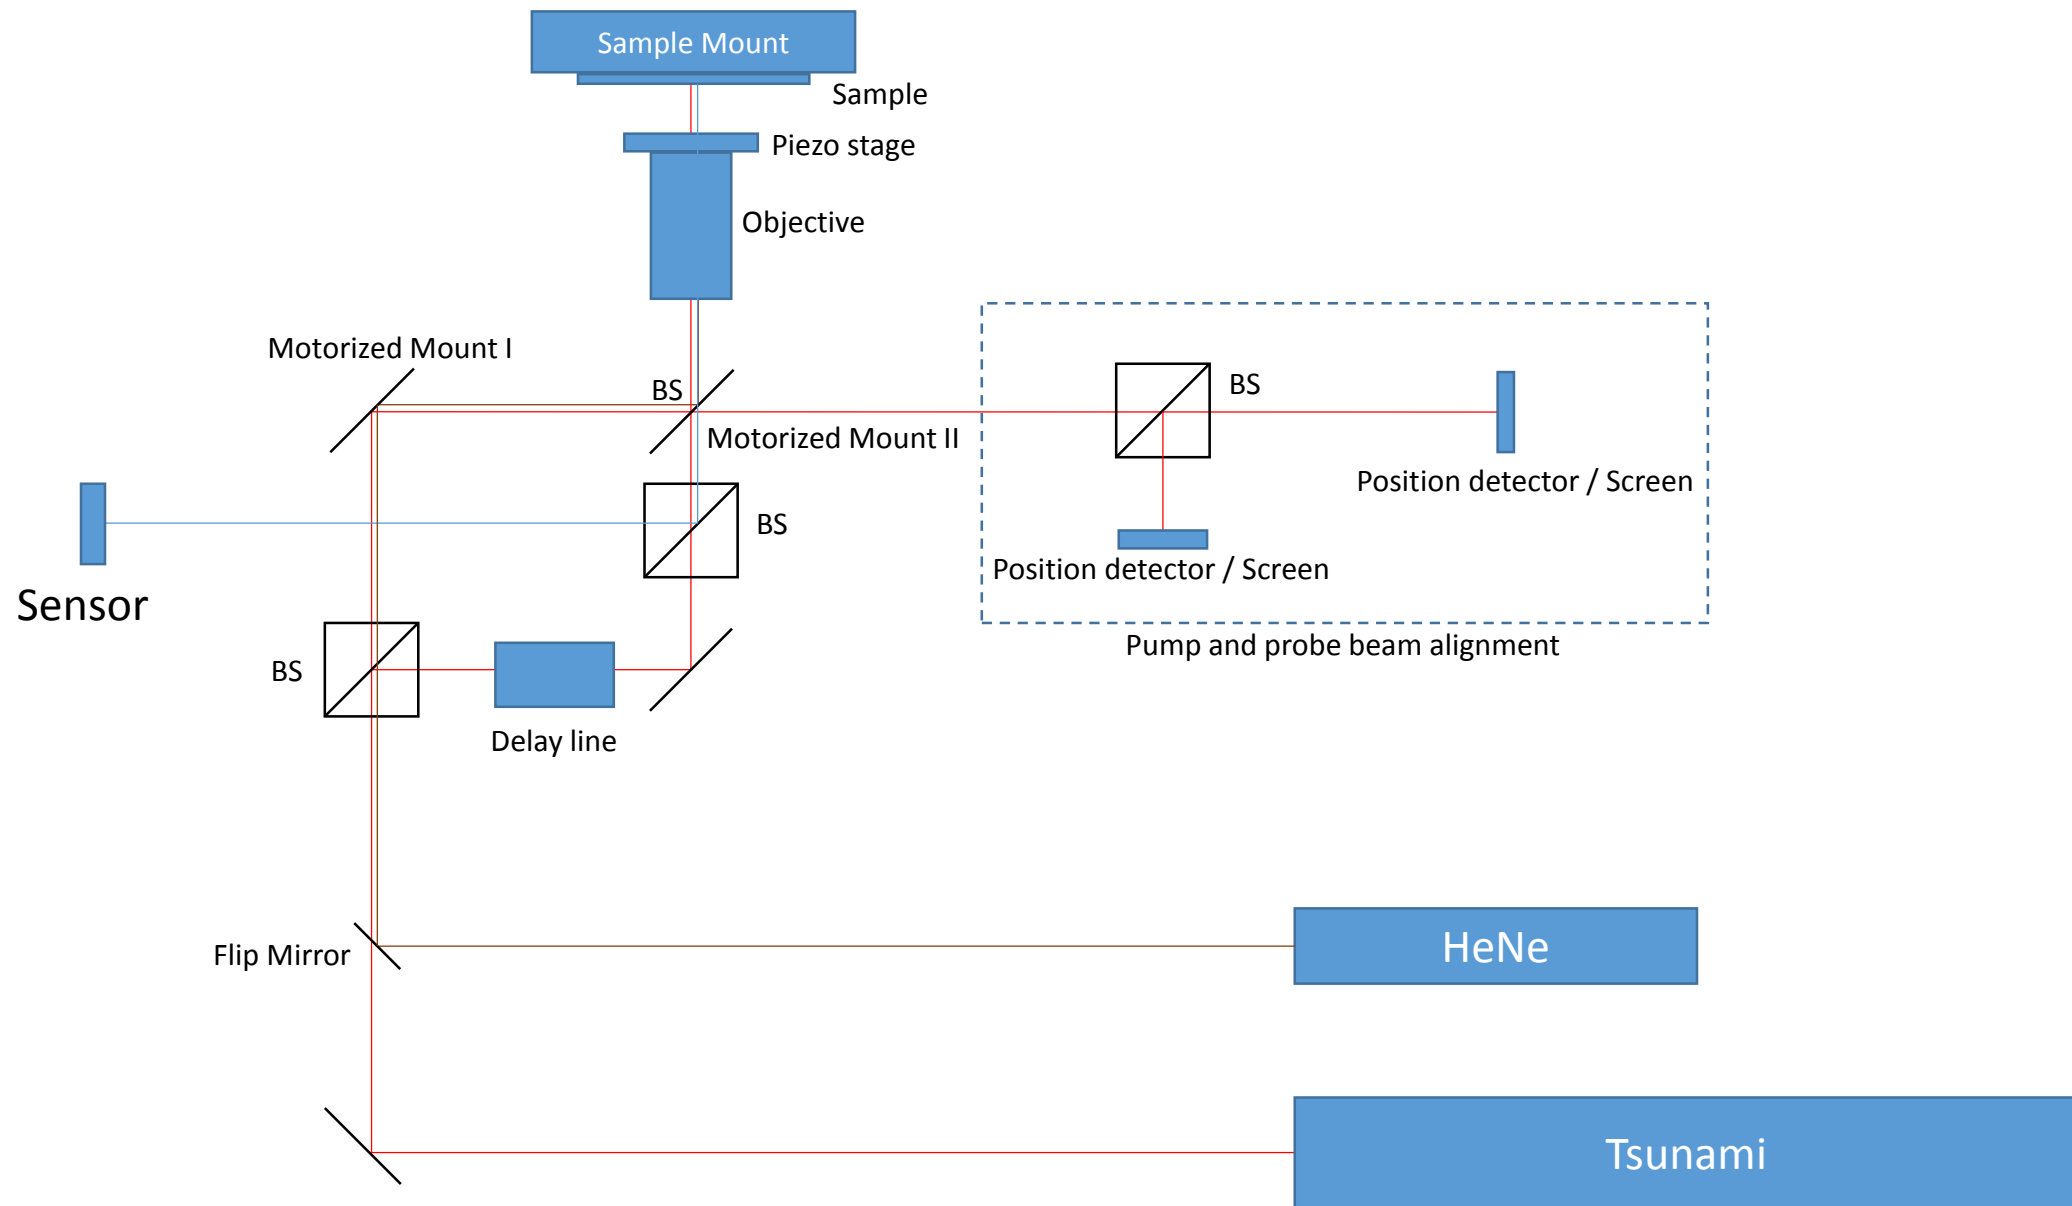 Sample Mount
Sample
Piezo stage
Objective
Motorized Mount I
BS
BS
Motorized Mount II
Position detector / Screen
BS
Position detector / Screen
Sensor
Pump and probe beam alignment
BS
Delay line
HeNe
Flip Mirror
Tsunami